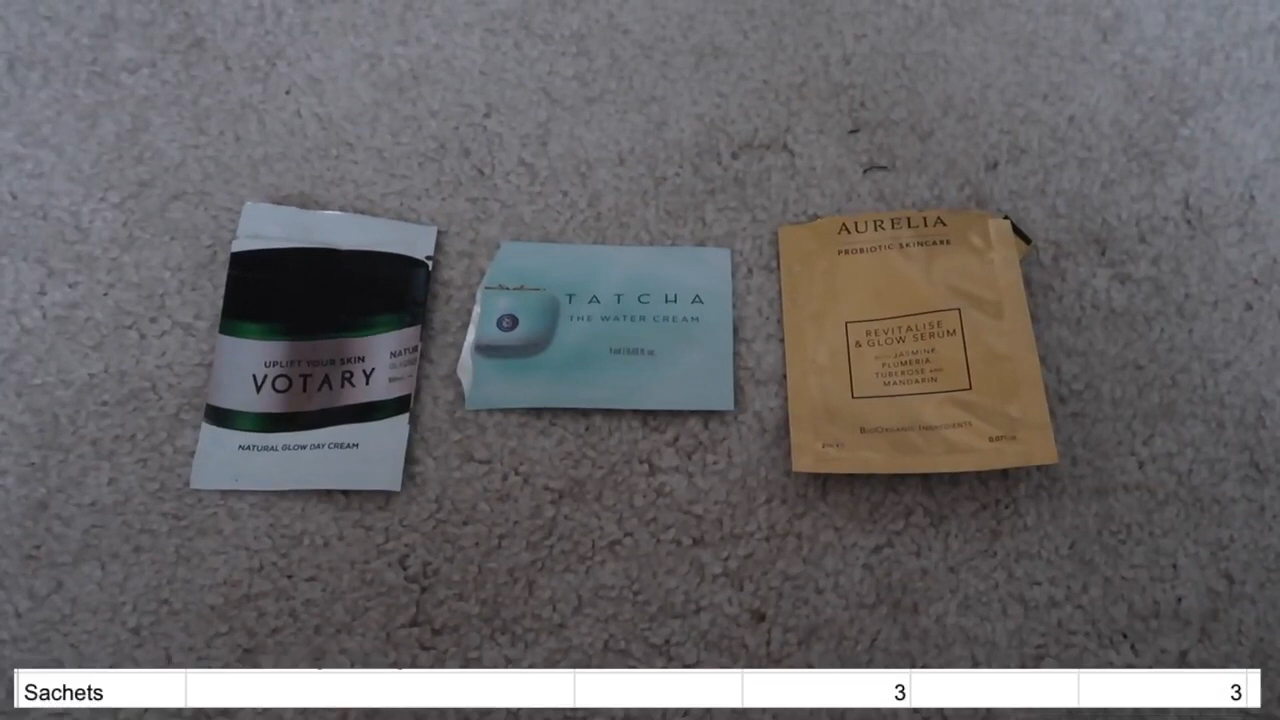 UPLIFT YOUR SKIN
VOTARY
NATURAL GLOW DAY CREAM
TATCHA
THE WATER CREAM
AURELIA
PROBIOTIC SKINCARE
REVITALISE
& GLOW SERUM
WITH JASMINE,
PLUMERIA,
TUBEROSE AND
MANDARIN
BIOORGANIC INGREDIENTS
Sachets 3 3